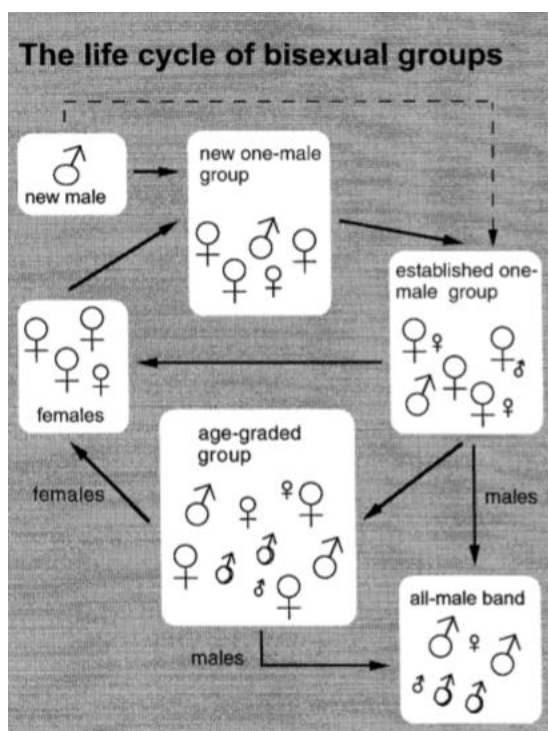 The life cycle of bisexual groups
new male
new one-male
group
established one-
male group
females
age-graded
group
females
males
all-male band
males